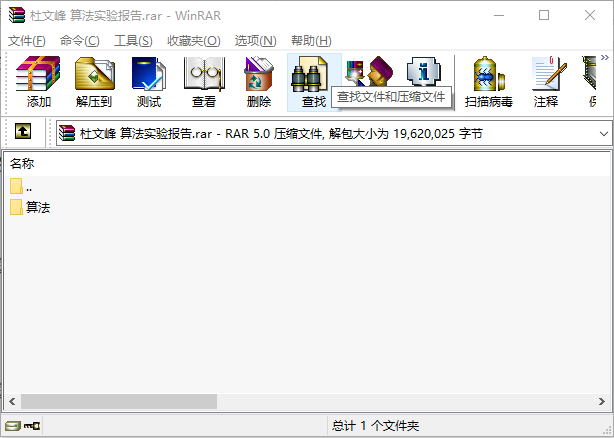 杜文峰 算法实验报告.rar - WinRAR
文件(F) 命令(C) 工具(S) 收藏夹(O) 选项(N) 帮助(H)
添加 解压到 测试 查看 删除 查找 扫描病毒 注释
查找文件和压缩文件
杜文峰 算法实验报告.rar - RAR 5.0 压缩文件, 解包大小为 19,620,025 字节
名称
..
算法
总计 1 个文件夹